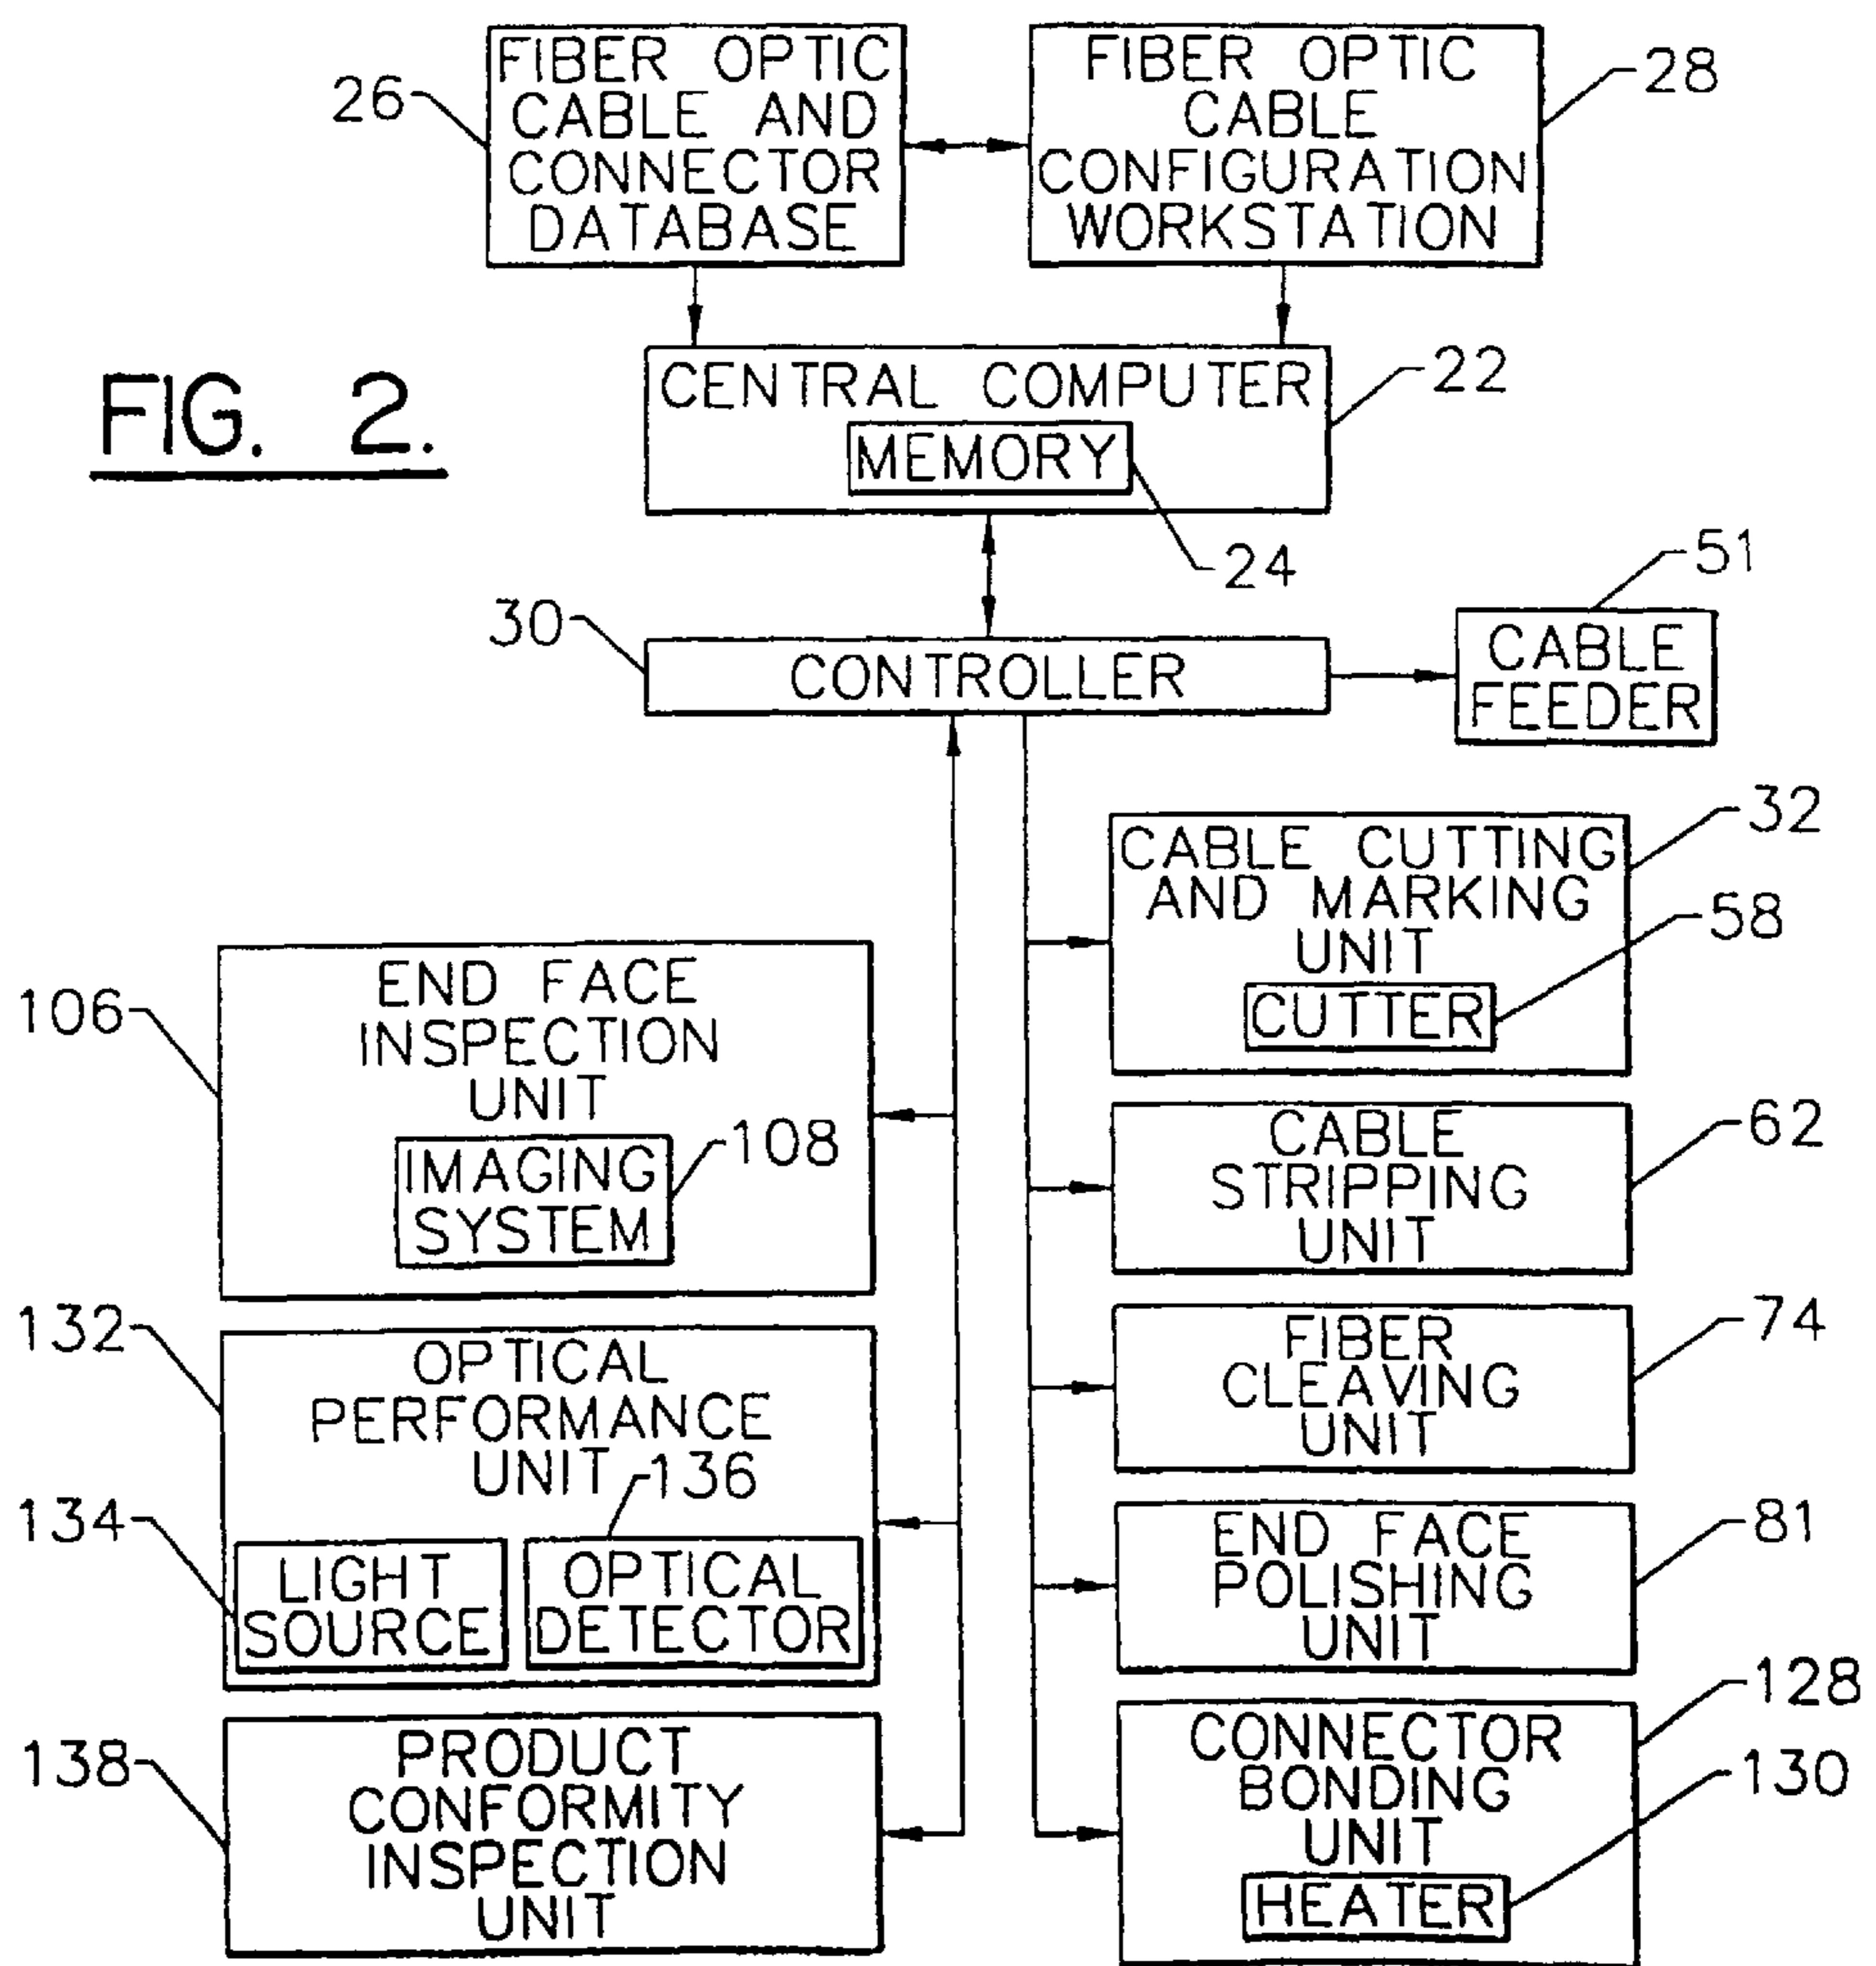 FIBER OPTIC
CABLE AND
CONNECTOR
DATABASE
26
FIBER OPTIC
CABLE
CONFIGURATION
WORKSTATION
28
FIG. 2.
CENTRAL COMPUTER
MEMORY
22
24
30
CONTROLLER
51
CABLE
FEEDER
32
CABLE CUTTING
AND MARKING
UNIT
CUTTER
58
106
END FACE
INSPECTION
UNIT
IMAGING
SYSTEM
108
CABLE
STRIPPING
UNIT
62
FIBER
CLEAVING
UNIT
74
132
OPTICAL
PERFORMANCE
UNIT
136
134
LIGHT
SOURCE
OPTICAL
DETECTOR
END FACE
POLISHING
UNIT
81
138
PRODUCT
CONFORMITY
INSPECTION
UNIT
CONNECTOR
BONDING
UNIT
HEATER
128
130